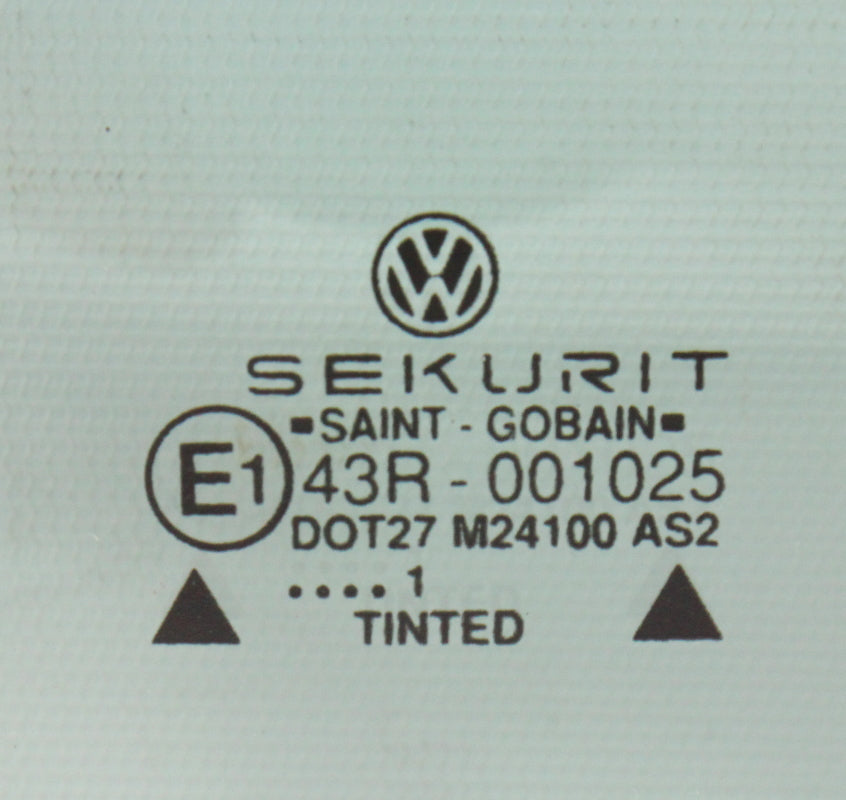 SEKURIT
SAINT - GOBAIN
E1 43R - 001025
DOT27 M24100 AS2
.... 1
TINTED